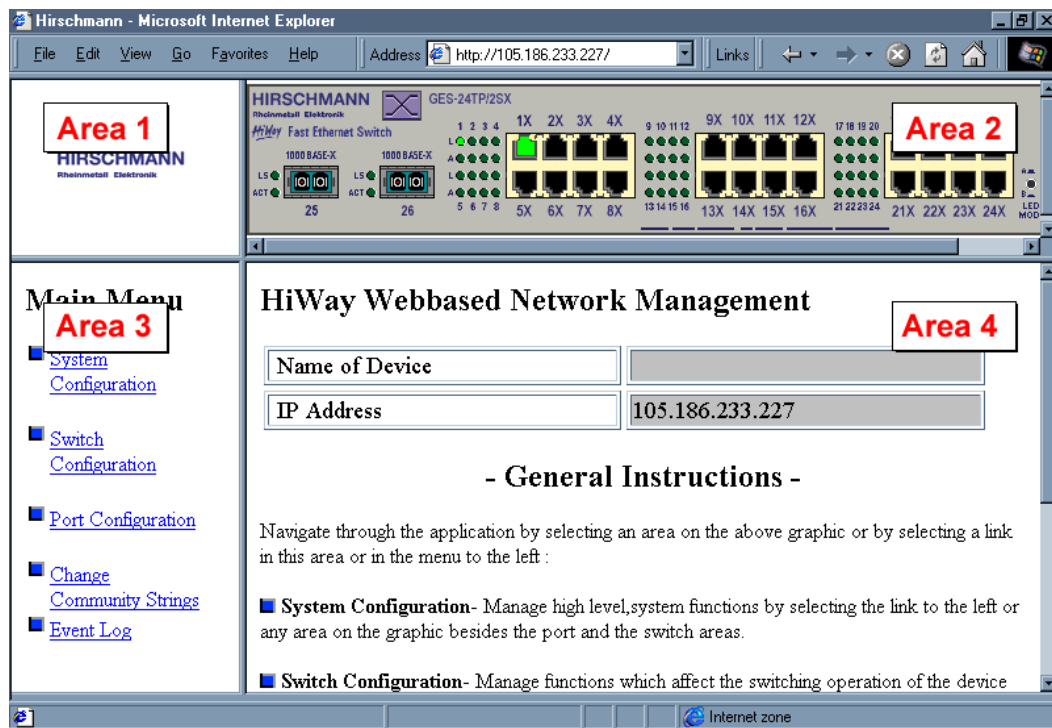 Hirschmann - Microsoft Internet Explorer
File Edit View Go Favorites Help Address http://105.186.233.227/ Links
Area 1
HIRSCHMANN
Rheinmetall Elektronik
HIRSCHMANN
Rheinmetall Elektronik
GES-24TP/2SX
HiWay Fast Ethernet Switch
1000 BASE-X 1000 BASE-X
LS LS
ACT ACT
25 26
1 2 3 4 1X 2X 3X 4X 9 10 11 12 9X 10X 11X 12X 17 18 19 20
L
A
L
A
5 6 7 8 5X 6X 7X 8X 13 14 15 16 13X 14X 15X 16X 21 22 23 24 21X 22X 23X 24X
Area 2
A
B
LED
MOD
Main Menu
Area 3
System
Configuration
Switch
Configuration
Port Configuration
Change
Community Strings
Event Log
HiWay Webbased Network Management
Area 4
Name of Device
IP Address 105.186.233.227
- General Instructions -
Navigate through the application by selecting an area on the above graphic or by selecting a link
in this area or in the menu to the left :
System Configuration- Manage high level,system functions by selecting the link to the left or
any area on the graphic besides the port and the switch areas.
Switch Configuration- Manage functions which affect the switching operation of the device
Internet zone